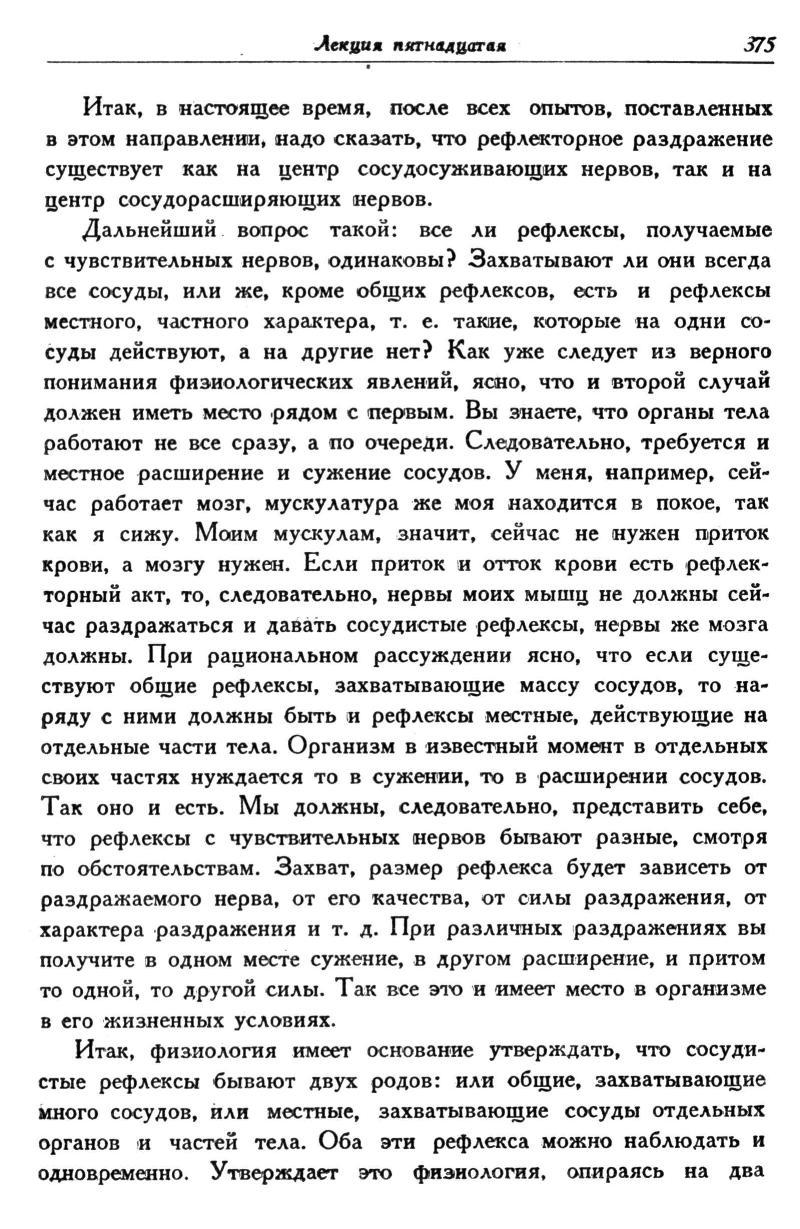 Лекция пятнадцатая 375
Итак, в настоящее время, после всех опытов, поставленных
в этом направлении, надо сказать, что рефлекторное раздражение
существует как на центр сосудосуживающих нервов, так и на
центр сосудорасширяющих нервов.
Дальнейший вопрос такой: все ли рефлексы, получаемые
с чувствительных нервов, одинаковы? Захватывают ли они всегда
все сосуды, или же, кроме общих рефлексов, есть и рефлексы
местного, частного характера, т. е. такие, которые на одни со-
суды действуют, а на другие нет? Как уже следует из верного
понимания физиологических явлений, ясно, что и второй случай
должен иметь место рядом с первым. Вы знаете, что органы тела
работают не все сразу, а по очереди. Следовательно, требуется и
местное расширение и сужение сосудов. У меня, например, сей-
час работает мозг, мускулатура же моя находится в покое, так
как я сижу. Моим мускулам, значит, сейчас не нужен приток
крови, а мозгу нужен. Если приток и отток крови есть рефлек-
торный акт, то, следовательно, нервы моих мышц не должны сей-
час раздражаться и давать сосудистые рефлексы, нервы же мозга
должны. При рациональном рассуждении ясно, что если суще-
ствуют общие рефлексы, захватывающие массу сосудов, то на-
ряду с ними должны быть и рефлексы местные, действующие на
отдельные части тела. Организм в известный момент в отдельных
своих частях нуждается то в сужении, то в расширении сосудов.
Так оно и есть. Мы должны, следовательно, представить себе,
что рефлексы с чувствительных нервов бывают разные, смотря
по обстоятельствам. Захват, размер рефлекса будет зависеть от
раздражаемого нерва, от его качества, от силы раздражения, от
характера раздражения и т. д. При различных раздражениях вы
получите в одном месте сужение, в другом расширение, и притом
то одной, то другой силы. Так все это и имеет место в организме
в его жизненных условиях.
Итак, физиология имеет основание утверждать, что сосуди-
стые рефлексы бывают двух родов: или общие, захватывающие
много сосудов, или местные, захватывающие сосуды отдельных
органов и частей тела. Оба эти рефлекса можно наблюдать и
одновременно. Утверждает это физиология, опираясь на два